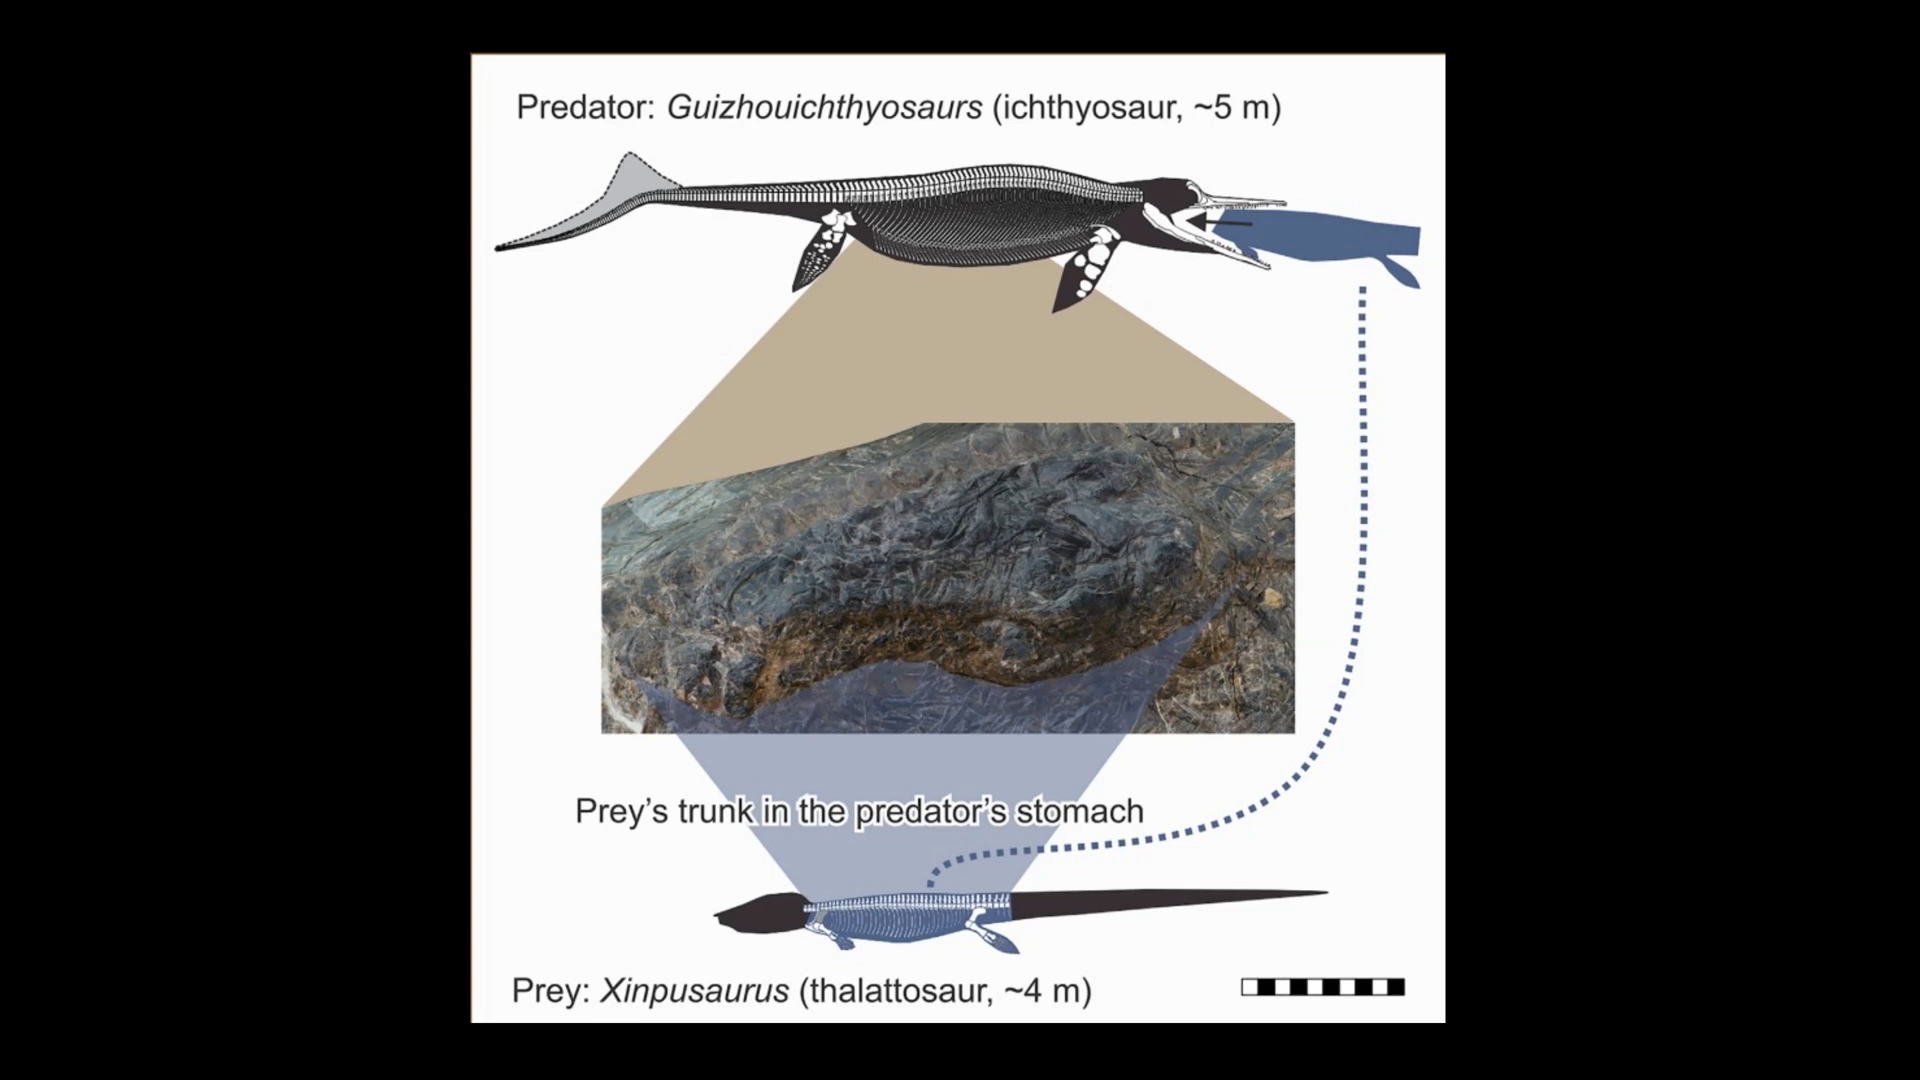 Predator: Guizhouichthyosaurs (ichthyosaur, ~5 m)
Prey's trunk in the predator's stomach
Prey: Xinpusaurus (thalattosaur, ~4 m)